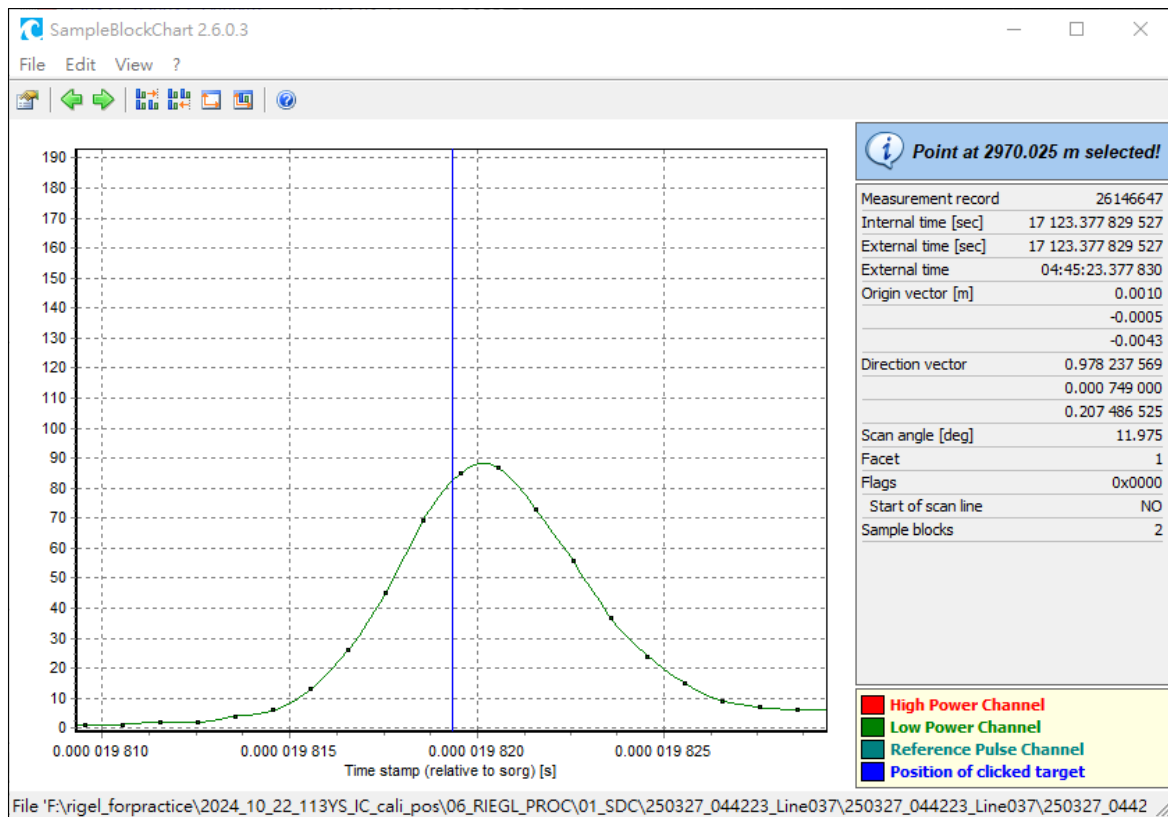 SampleBlockChart 2.6.0.3
File Edit View ?
Point at 2970.025 m selected!
Measurement record 26146647
Internal time [sec] 17 123.377 829 527
External time [sec] 17 123.377 829 527
External time 04:45:23.377 830
Origin vector [m] 0.0010
-0.0005
-0.0043
Direction vector 0.978 237 569
0.000 749 000
0.207 486 525
Scan angle [deg] 11.975
Facet 1
Flags 0x0000
Start of scan line NO
Sample blocks 2
190
180
170
160
150
140
130
120
110
100
90
80
70
60
50
40
30
20
10
0
0.000 019 810 0.000 019 815 0.000 019 820 0.000 019 825
Time stamp (relative to sorg) [s]
High Power Channel
Low Power Channel
Reference Pulse Channel
Position of clicked target
File 'F:\rigel_forpractice\2024_10_22_113YS_IC_cali_pos\06_RIEGL_PROC\01_SDC\250327_044223_Line037\250327_044223_Line037\250327_0442